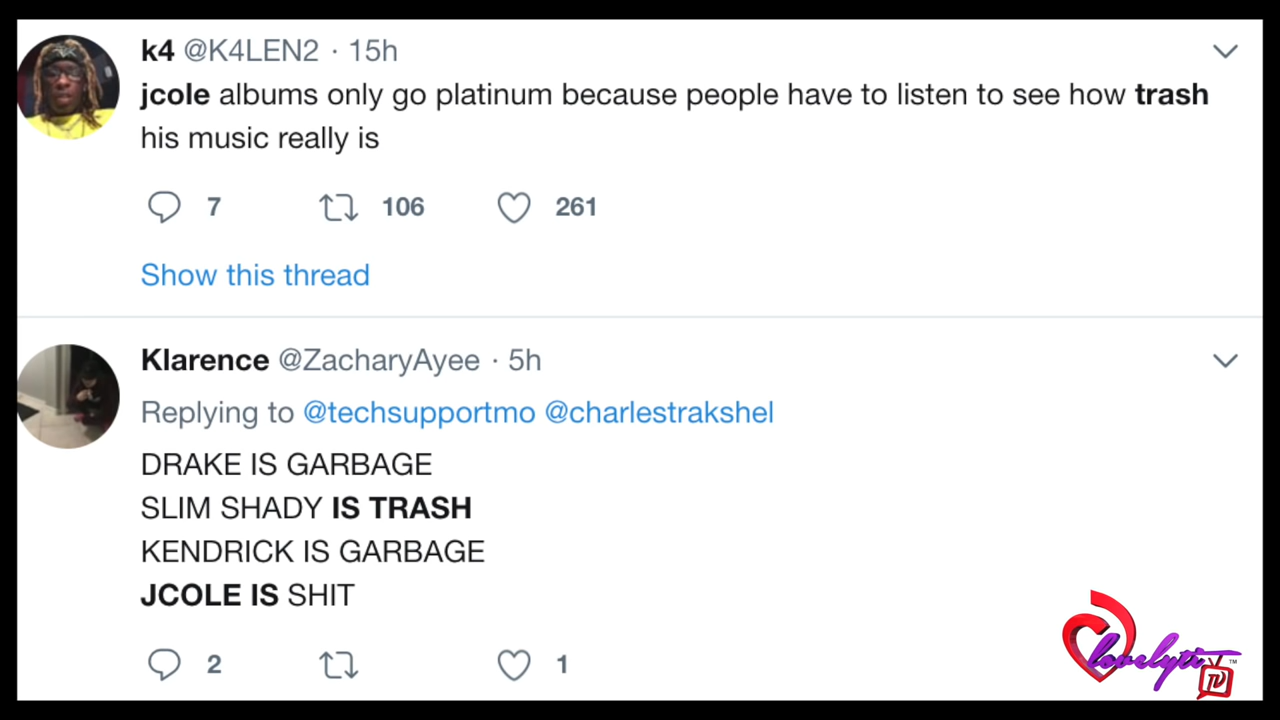 k4 @K4LEN2 · 15h
jcole albums only go platinum because people have to listen to see how trash
his music really is
7 106 261
Show this thread
Klarence @ZacharyAyee · 5h
Replying to @techsupportmo @charlestrakshel
DRAKE IS GARBAGE
SLIM SHADY IS TRASH
KENDRICK IS GARBAGE
JCOLE IS SHIT
2 1
lovelyti TV™